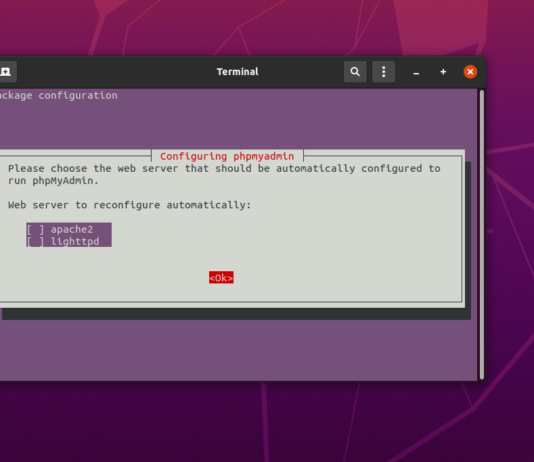 Terminal
ckage configuration
Configuring phpmyadmin
Please choose the web server that should be automatically configured to
run phpMyAdmin.
Web server to reconfigure automatically:
[ ] apache2
[ ] lighttpd
<Ok>